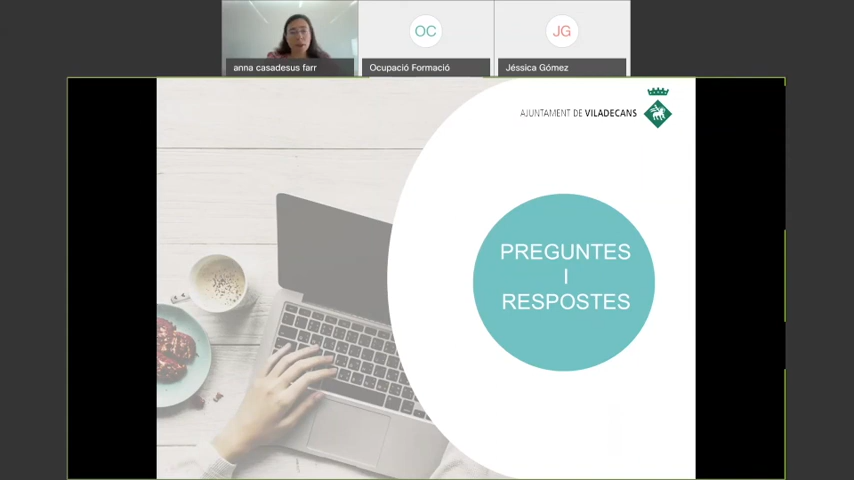 OC
JG
anna casadesus farr
Ocupació Formació
Jéssica Gómez
AJUNTAMENT DE VILADECANS
PREGUNTES
I
RESPOSTES